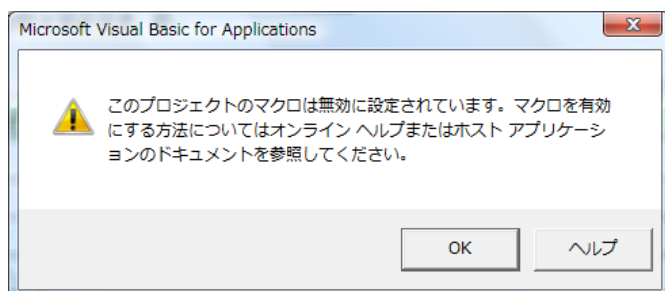 Microsoft Visual Basic for Applications
このプロジェクトのマクロは無効に設定されています。マクロを有効
にする方法についてはオンライン ヘルプまたはホスト アプリケーシ
ョンのドキュメントを参照してください。
OK
ヘルプ